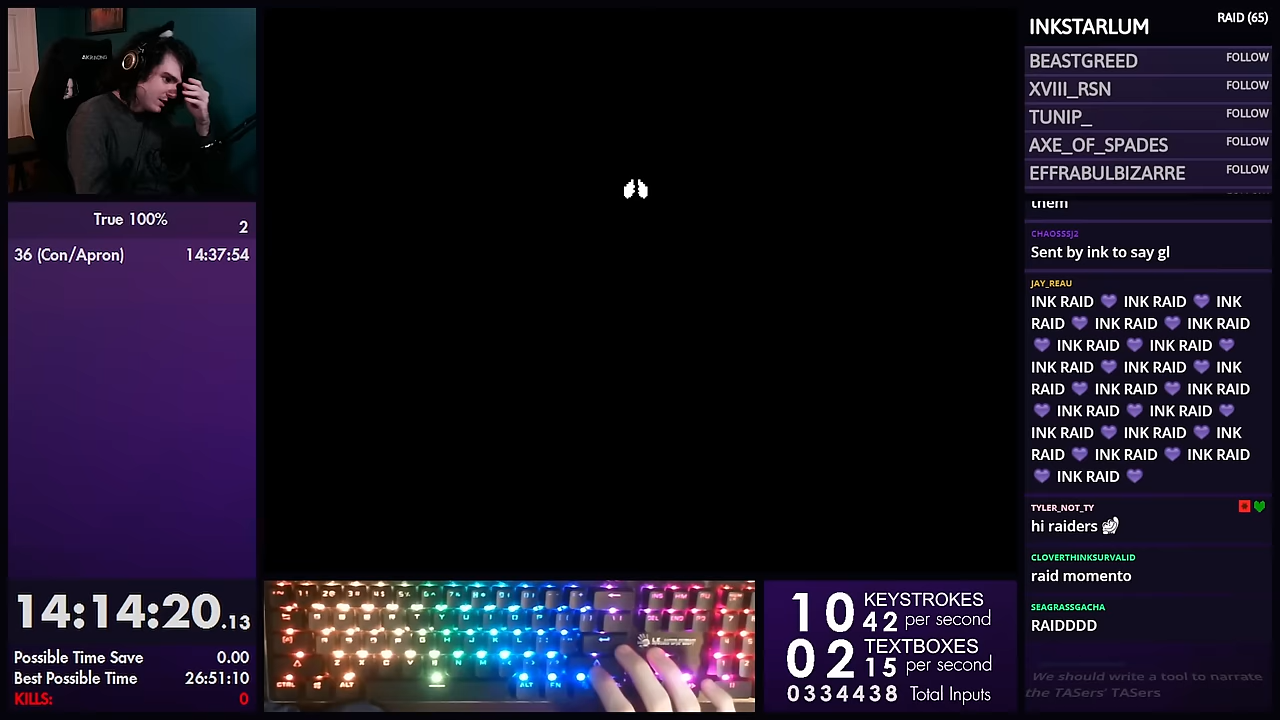 AKRACING
True 100%
2
36 (Con/Apron) 14:37:54
14:14:20.13
Possible Time Save 0.00
Best Possible Time 26:51:10
KILLS: 0
10 42 KEYSTROKES per second
02 15 TEXTBOXES per second
0334438 Total Inputs
INKSTARLUM RAID (65)
BEASTGREED FOLLOW
XVIII_RSN FOLLOW
TUNIP_ FOLLOW
AXE_OF_SPADES FOLLOW
EFFRABULBIZARRE FOLLOW
them
CHAOSSSJ2
Sent by ink to say gl
JAY_REAU
INK RAID 💜 INK RAID 💜 INK
RAID 💜 INK RAID 💜 INK RAID
💜 INK RAID 💜 INK RAID 💜
INK RAID 💜 INK RAID 💜 INK
RAID 💜 INK RAID 💜 INK RAID
💜 INK RAID 💜 INK RAID 💜
INK RAID 💜 INK RAID 💜 INK
RAID 💜 INK RAID 💜 INK RAID
💜 INK RAID 💜
TYLER_NOT_TY
hi raiders
CLOVERTHINKSURVALID
raid momento
SEAGRASSGACHA
RAIDDDD
We should write a tool to narrate
the TASers' TASers